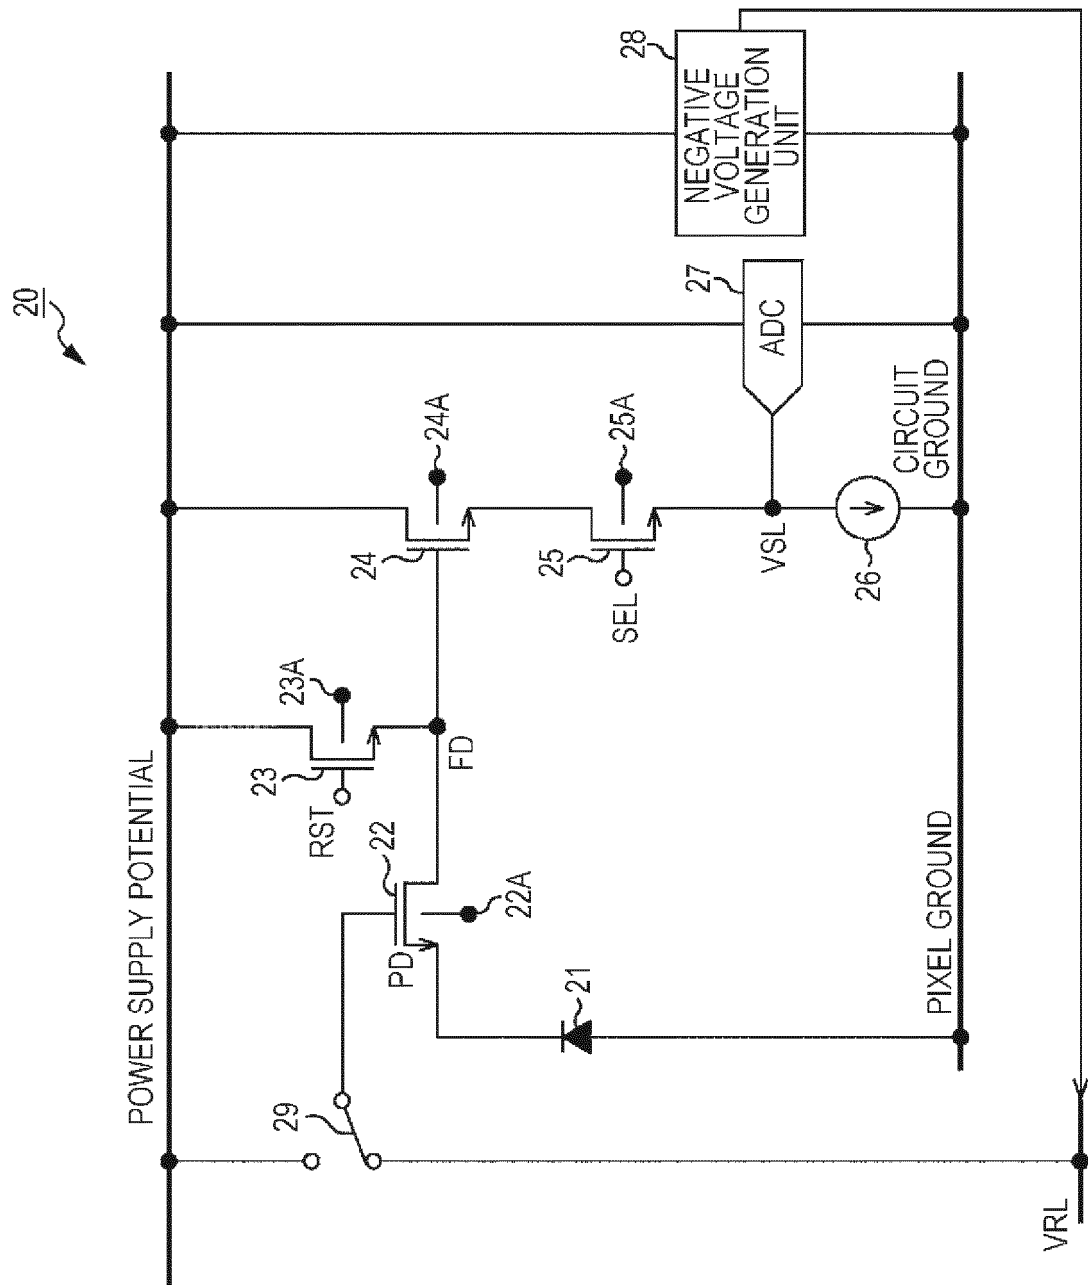 20
POWER SUPPLY POTENTIAL
29
RST
23
23A
24
24A
PD
22
22A
FD
SEL
25
25A
21
VSL
26
27
ADC
28
NEGATIVE
VOLTAGE
GENERATION
UNIT
PIXEL GROUND
CIRCUIT
GROUND
VRL